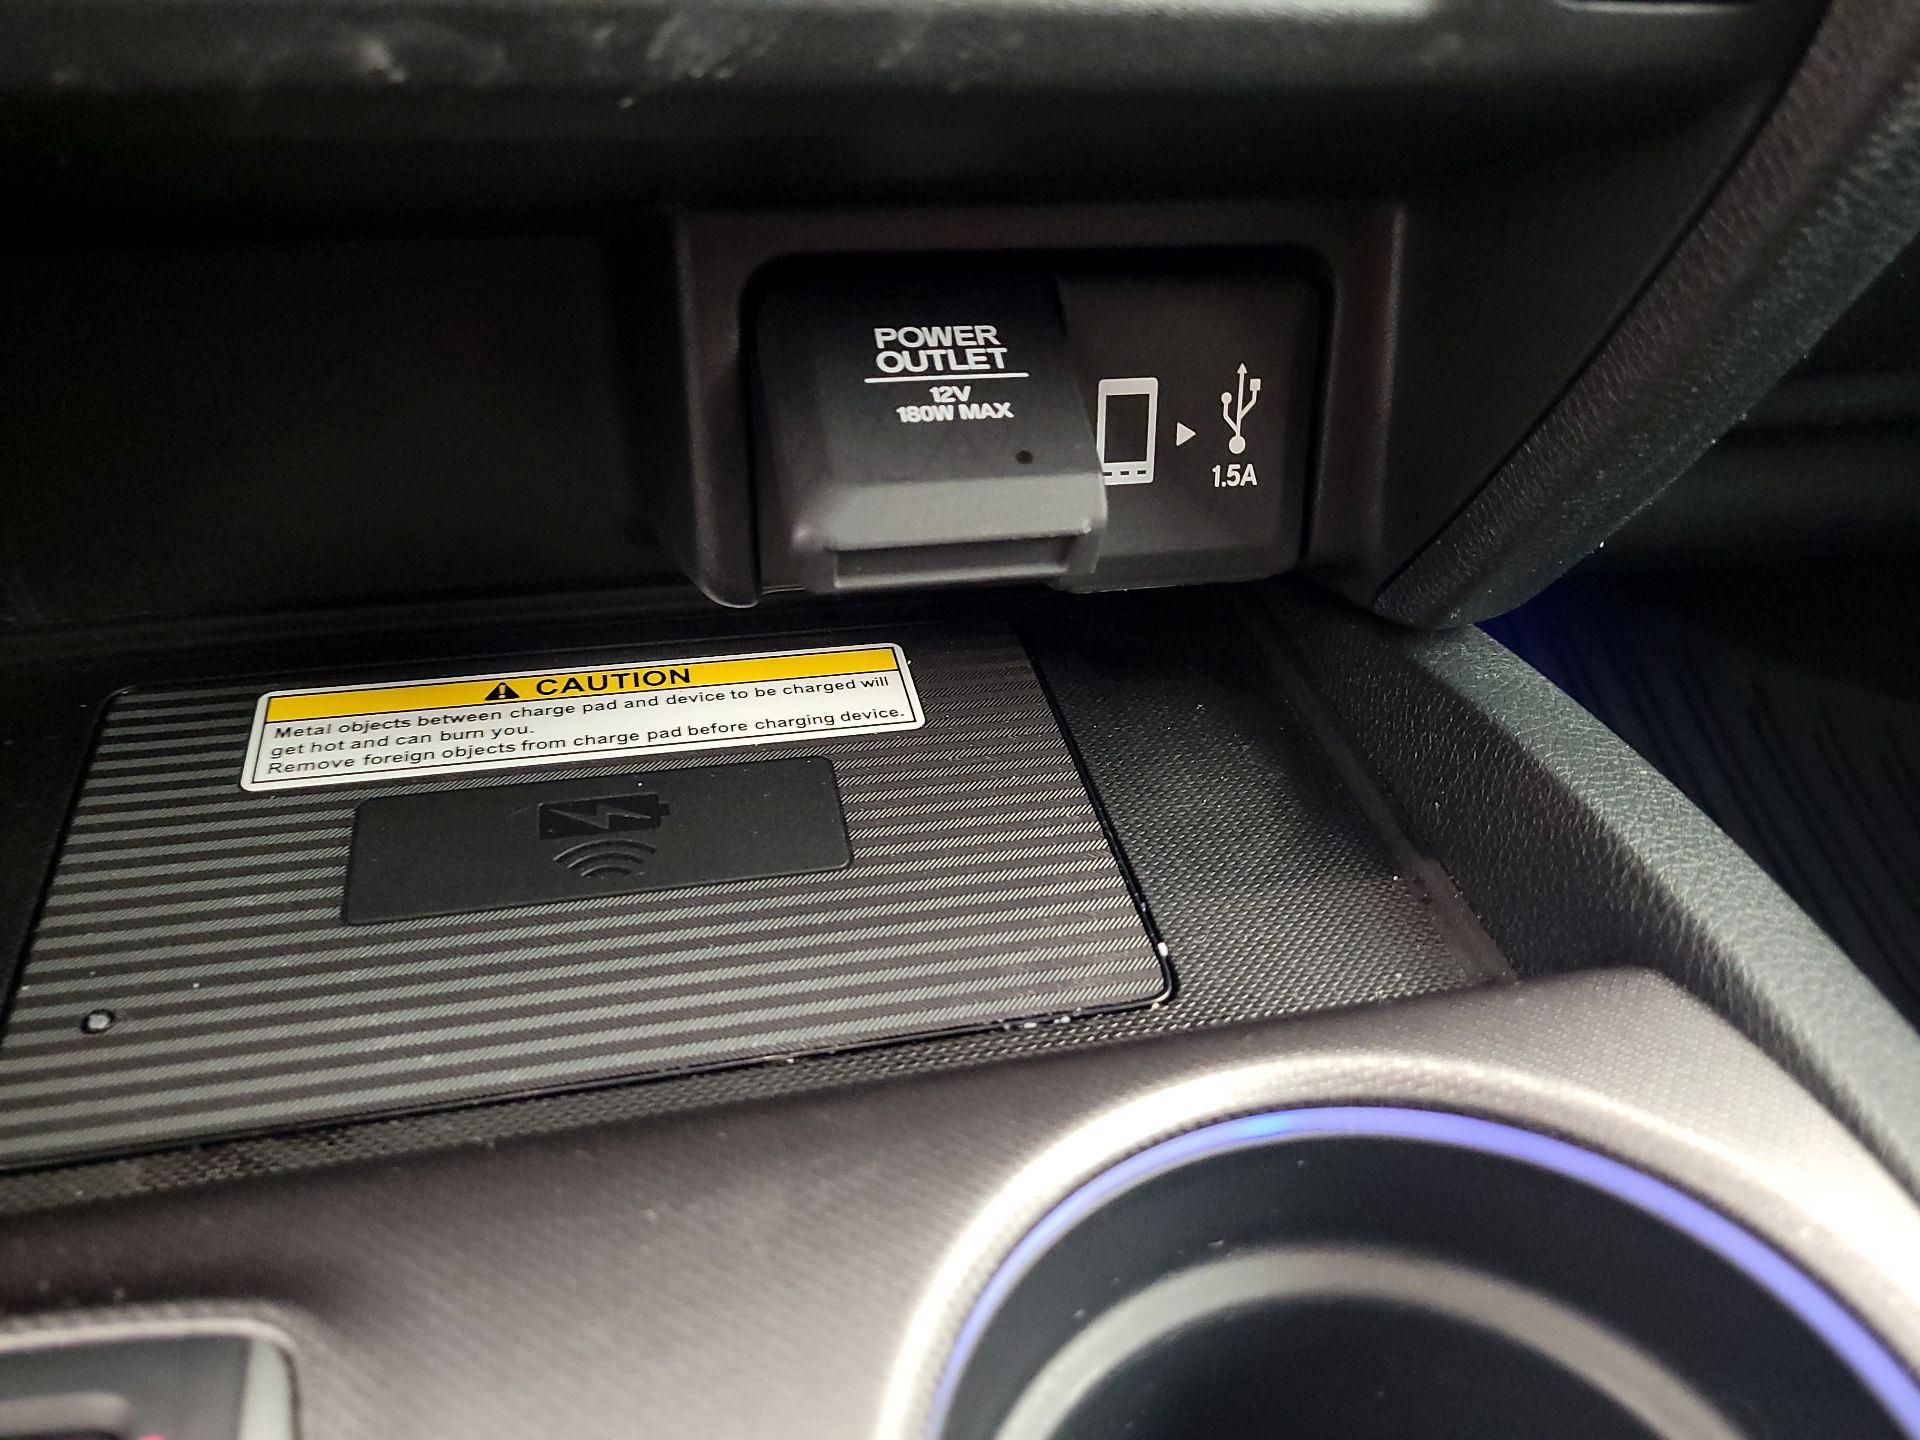 POWER
OUTLET
12V
180W MAX
1.5A
CAUTION
Metal objects between charge pad and device to be charged will
get hot and can burn you.
Remove foreign objects from charge pad before charging device.